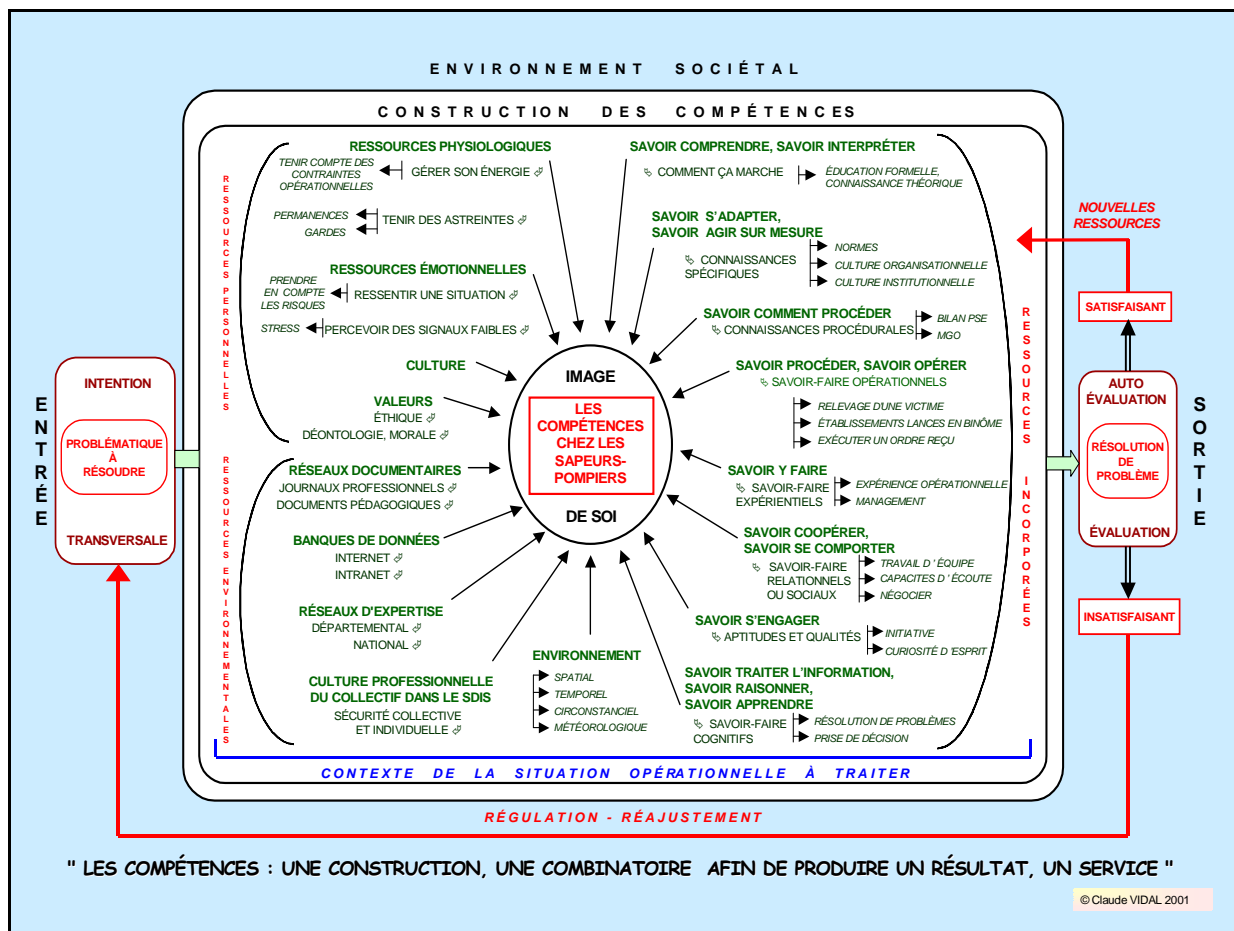 ENVIRONNEMENT SOCIÉTAL
CONSTRUCTION DES COMPÉTENCES
RESSOURCES PERSONNELLES
RESSOURCES PHYSIOLOGIQUES
TENIR COMPTE DES
CONTRAINTES
OPÉRATIONNELLES
GÉRER SON ÉNERGIE
PERMANENCES
GARDES
TENIR DES ASTREINTES
RESSOURCES ÉMOTIONNELLES
PRENDRE
EN COMPTE
LES RISQUES
RESSENTIR UNE SITUATION
STRESS
PERCEVOIR DES SIGNAUX FAIBLES
CULTURE
VALEURS
ÉTHIQUE
DÉONTOLOGIE, MORALE
RESSOURCES ENVIRONNEMENTALES
RÉSEAUX DOCUMENTAIRES
JOURNAUX PROFESSIONNELS
DOCUMENTS PÉDAGOGIQUES
BANQUES DE DONNÉES
INTERNET
INTRANET
RÉSEAUX D'EXPERTISE
DÉPARTEMENTAL
NATIONAL
CULTURE PROFESSIONNELLE
DU COLLECTIF DANS LE SDIS
SÉCURITÉ COLLECTIVE
ET INDIVIDUELLE
ENVIRONNEMENT
SPATIAL
TEMPOREL
CIRCONSTANCIEL
MÉTÉOROLOGIQUE
IMAGE
LES
COMPÉTENCES
CHEZ LES
SAPEURS-
POMPIERS
DE SOI
SAVOIR COMPRENDRE, SAVOIR INTERPRÉTER
COMMENT ÇA MARCHE
ÉDUCATION FORMELLE,
CONNAISSANCE THÉORIQUE
SAVOIR S'ADAPTER,
SAVOIR AGIR SUR MESURE
CONNAISSANCES
SPÉCIFIQUES
NORMES
CULTURE ORGANISATIONNELLE
CULTURE INSTITUTIONNELLE
SAVOIR COMMENT PROCÉDER
CONNAISSANCES PROCÉDURALES
BILAN PSE
MGO
SAVOIR PROCÉDER, SAVOIR OPÉRER
SAVOIR-FAIRE OPÉRATIONNELS
RELEVAGE D'UNE VICTIME
ÉTABLISSEMENTS LANCES EN BINÔME
EXÉCUTER UN ORDRE REÇU
SAVOIR Y FAIRE
SAVOIR-FAIRE
EXPÉRIENTIELS
EXPÉRIENCE OPÉRATIONNELLE
MANAGEMENT
SAVOIR COOPÉRER,
SAVOIR SE COMPORTER
SAVOIR-FAIRE
RELATIONNELS
OU SOCIAUX
TRAVAIL D ' ÉQUIPE
CAPACITES D ' ÉCOUTE
NÉGOCIER
SAVOIR S'ENGAGER
APTITUDES ET QUALITÉS
INITIATIVE
CURIOSITÉ D 'ESPRIT
SAVOIR TRAITER L'INFORMATION,
SAVOIR RAISONNER,
SAVOIR APPRENDRE
SAVOIR-FAIRE
COGNITIFS
RÉSOLUTION DE PROBLÈMES
PRISE DE DÉCISION
RESSOURCES INCORPORÉES
CONTEXTE DE LA SITUATION OPÉRATIONNELLE À TRAITER
ENTRÉE
INTENTION
PROBLÉMATIQUE
À
RÉSOUDRE
TRANSVERSALE
NOUVELLES
RESSOURCES
SATISFAISANT
AUTO
ÉVALUATION
RÉSOLUTION
DE
PROBLÈME
ÉVALUATION
INSATISFAISANT
SORTIE
RÉGULATION - RÉAJUSTEMENT
" LES COMPÉTENCES : UNE CONSTRUCTION, UNE COMBINATOIRE AFIN DE PRODUIRE UN RÉSULTAT, UN SERVICE "
© Claude VIDAL 2001